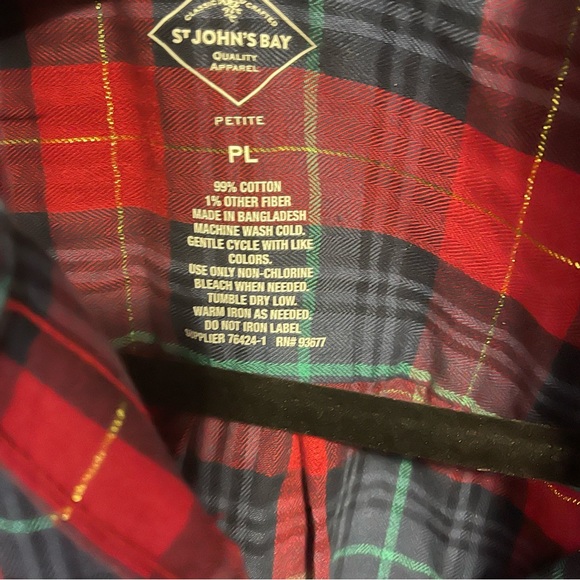 CLASSIC CRAFTED
ST JOHN'S BAY
QUALITY
APPAREL
PETITE
PL
99% COTTON
1% OTHER FIBER
MADE IN BANGLADESH
MACHINE WASH COLD.
GENTLE CYCLE WITH LIKE
COLORS.
USE ONLY NON-CHLORINE
BLEACH WHEN NEEDED.
TUMBLE DRY LOW.
WARM IRON AS NEEDED,
DO NOT IRON LABEL
SUPPLIER 76424-1 RN# 93677